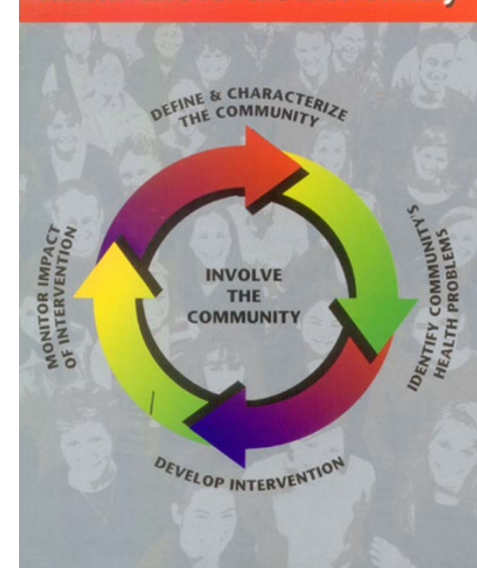 DEFINE & CHARACTERIZE
THE COMMUNITY
IDENTIFY COMMUNITY'S
HEALTH PROBLEMS
INVOLVE
THE
COMMUNITY
MONITOR IMPACT
OF INTERVENTION
DEVELOP INTERVENTION